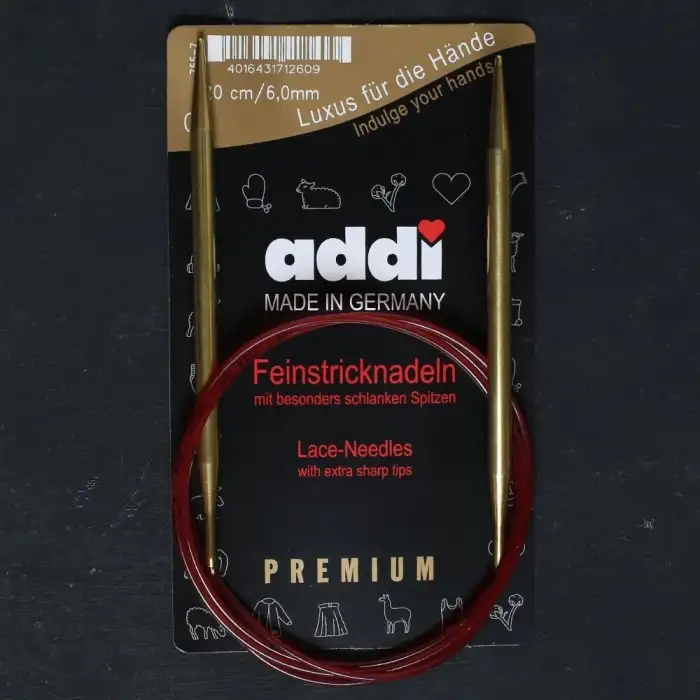 4016431712609
0 cm/6,0mm
Luxus für die Hände
Indulge your hands
addi
MADE IN GERMANY
Feinstricknadeln
mit besonders schlanken Spitzen
Lace-Needles
with extra sharp tips
PREMIUM